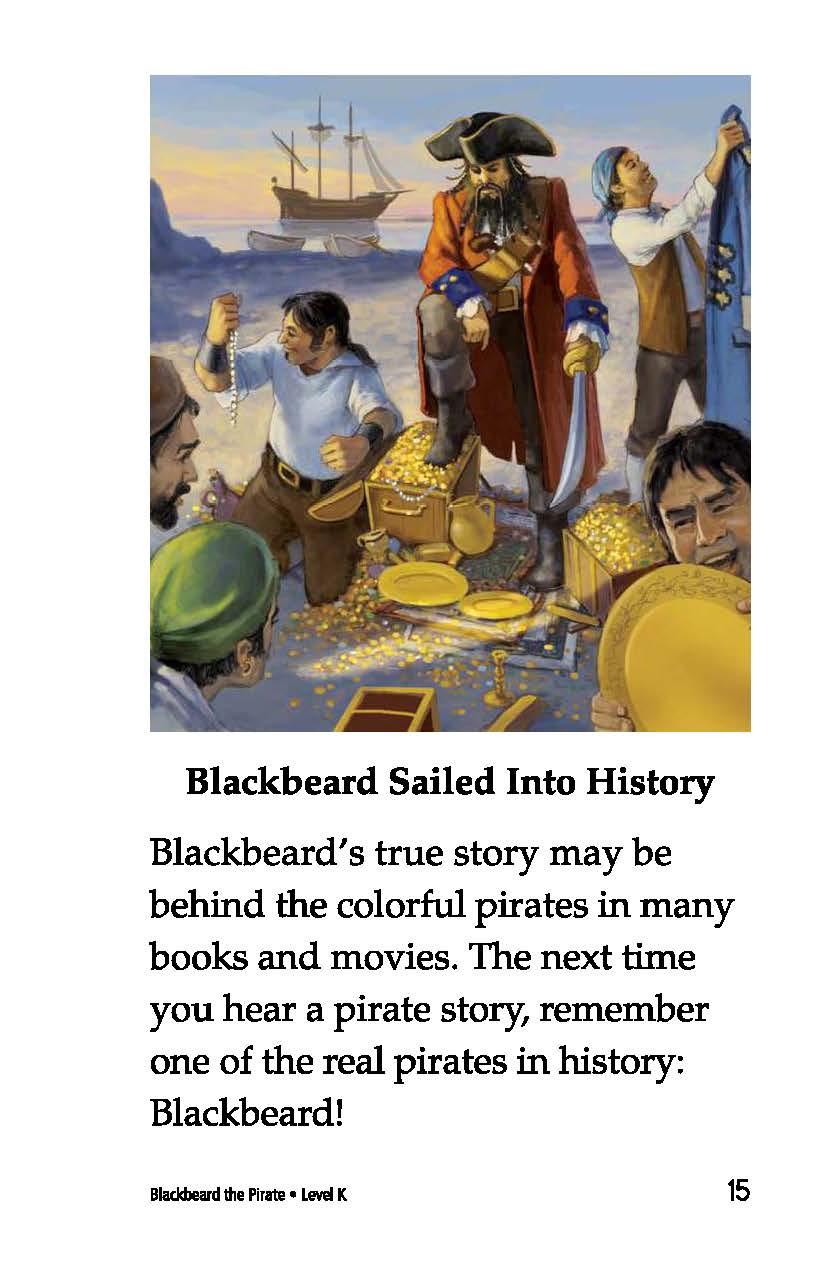 Blackbeard Sailed Into History
Blackbeard's true story may be
behind the colorful pirates in many
books and movies. The next time
you hear a pirate story, remember
one of the real pirates in history:
Blackbeard!
Blackbeard the Pirate • Level K
15